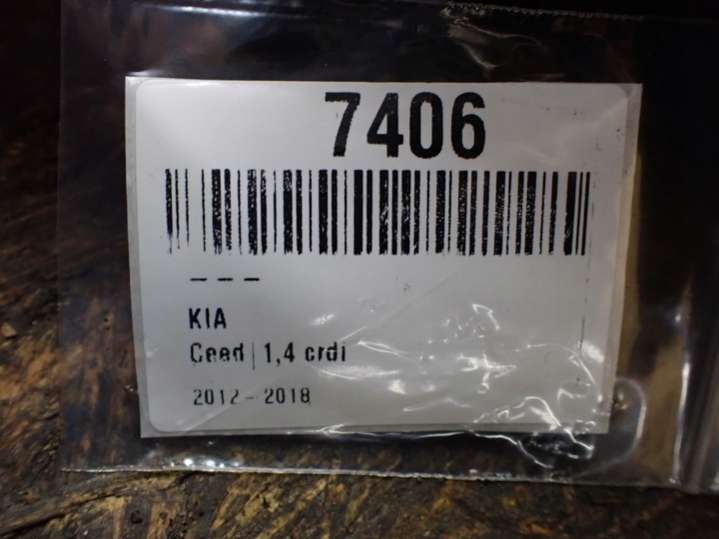 7406
– – –
KIA
Ceed | 1,4 crdi
2012 - 2018